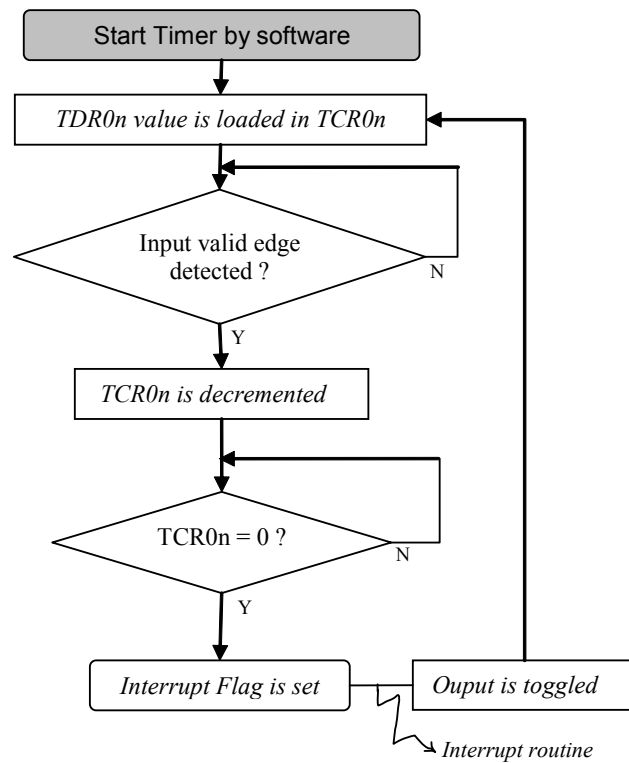 Start Timer by software
TDR0n value is loaded in TCR0n
Input valid edge
detected ?
N
Y
TCR0n is decremented
TCR0n = 0 ?
N
Y
Interrupt Flag is set
Ouput is toggled
Interrupt routine